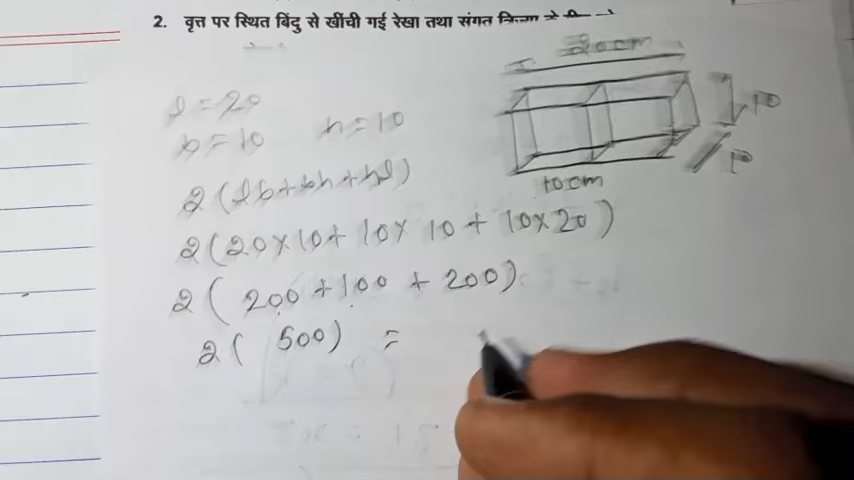 2. वृत्त पर स्थित बिंदु से खींची गई रेखा तथा संगत
20cm
l = 20
b = 10 h = 10
10
10
10cm
2(lb+bh+hl)
2(20×10+10×10+10×20)
2(200+100+200)
2(500) =